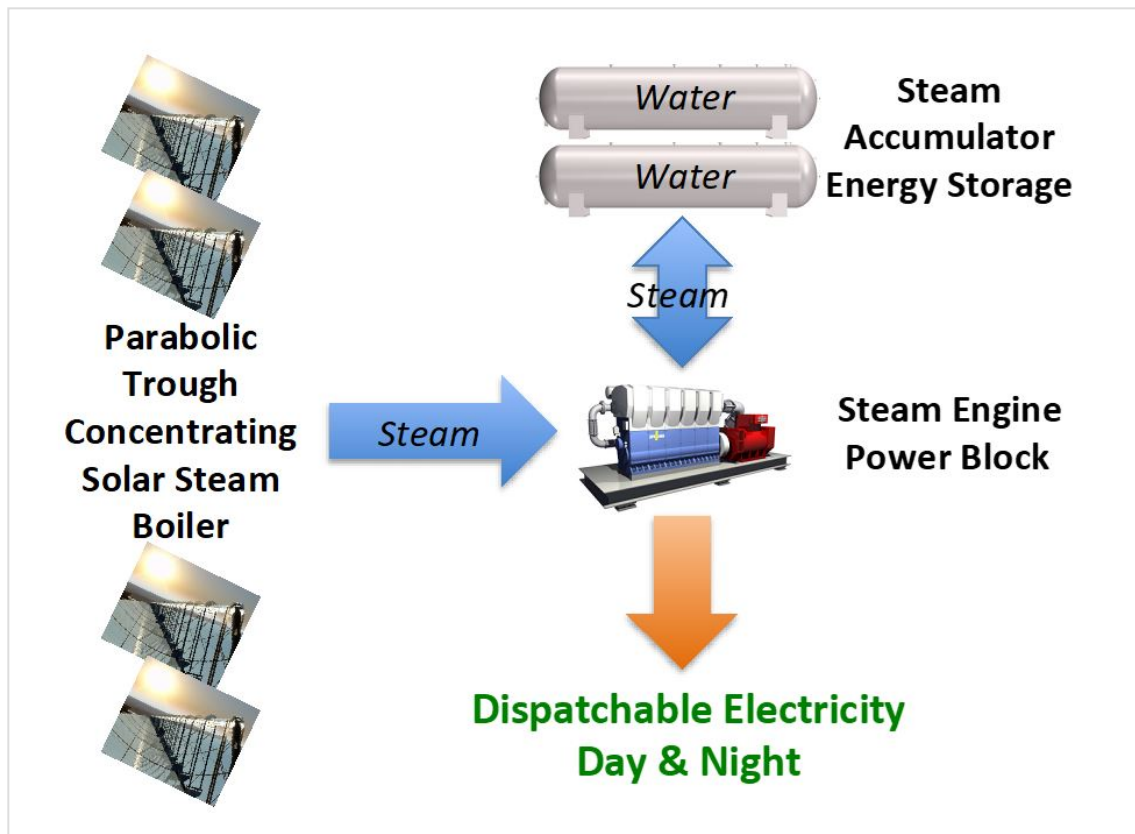 Water
Water
Steam
Accumulator
Energy Storage
Steam
Parabolic
Trough
Concentrating
Solar Steam
Boiler
Steam
Steam Engine
Power Block
Dispatchable Electricity
Day & Night